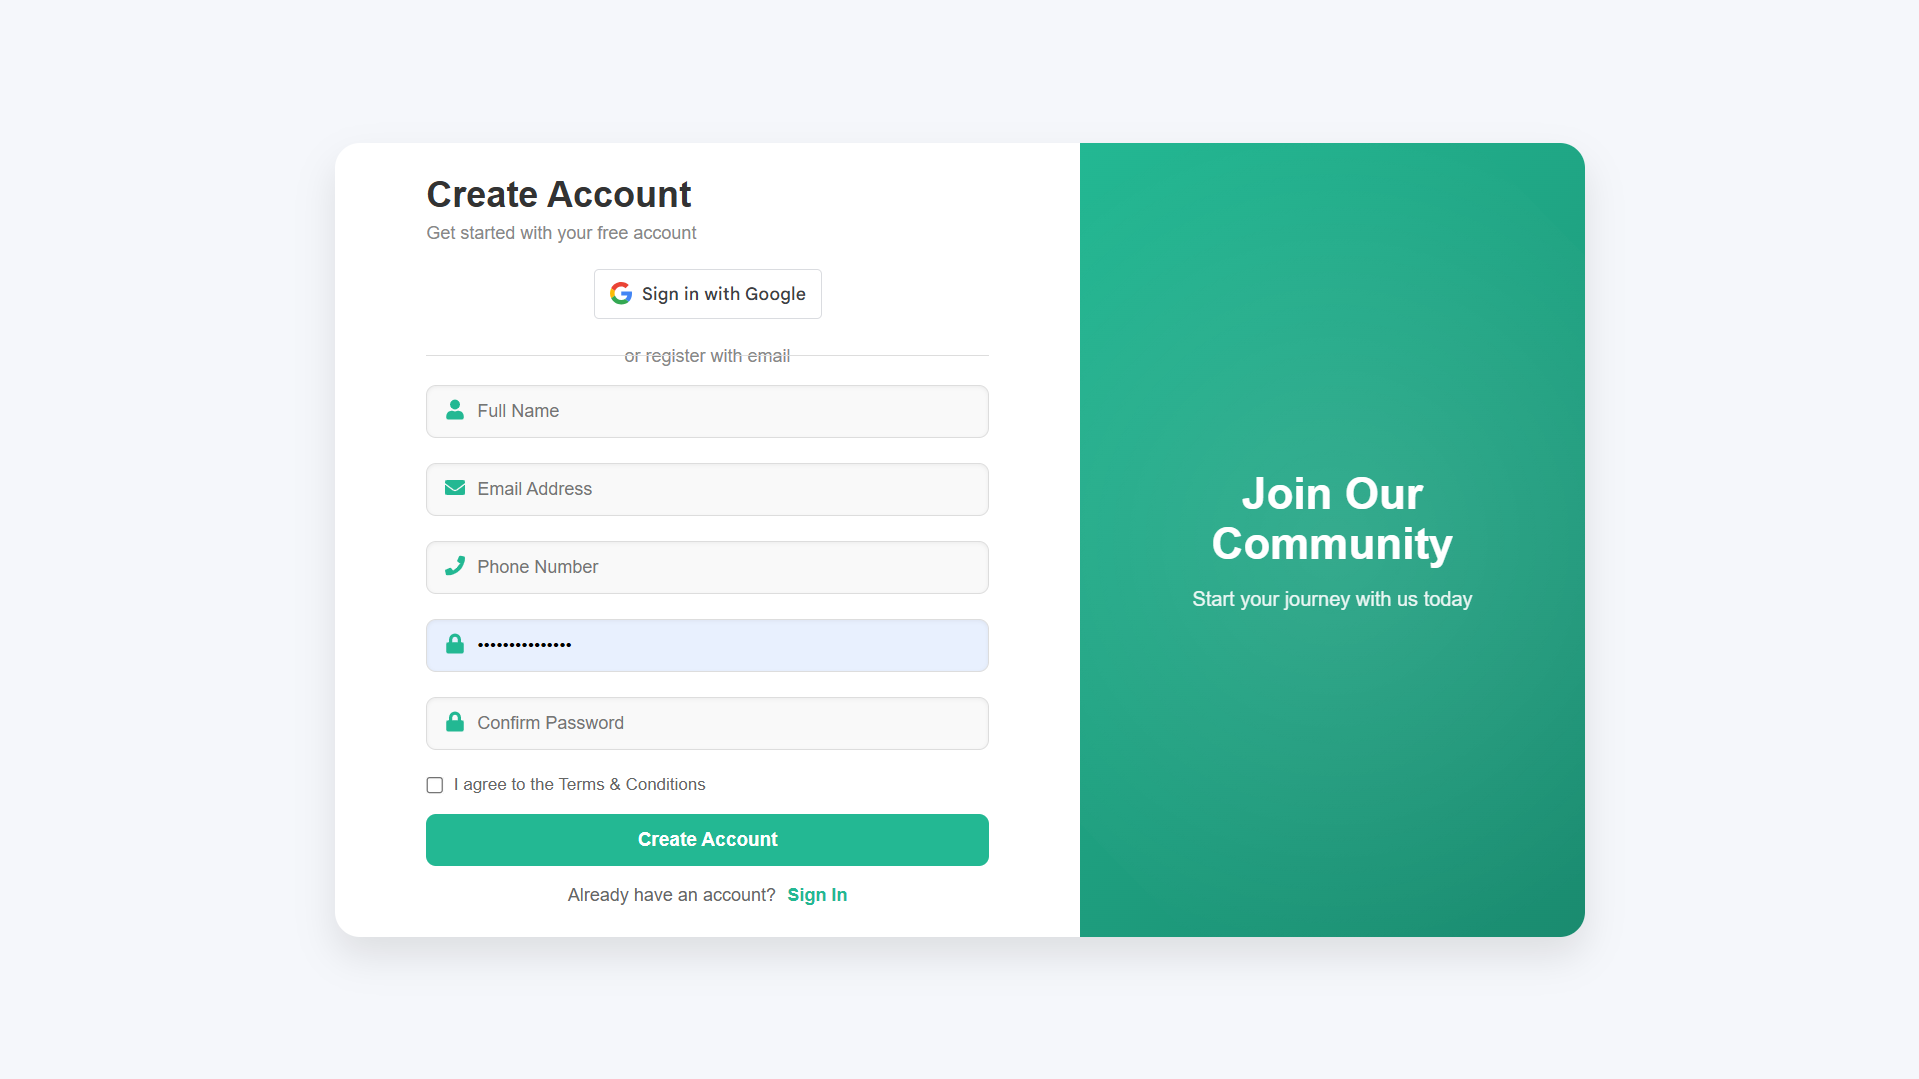 Create Account
Get started with your free account
Sign in with Google
or register with email
Full Name
Email Address
Phone Number
•••••••••••••••
Confirm Password
I agree to the Terms & Conditions
Create Account
Already have an account? Sign In
Join Our
Community
Start your journey with us today